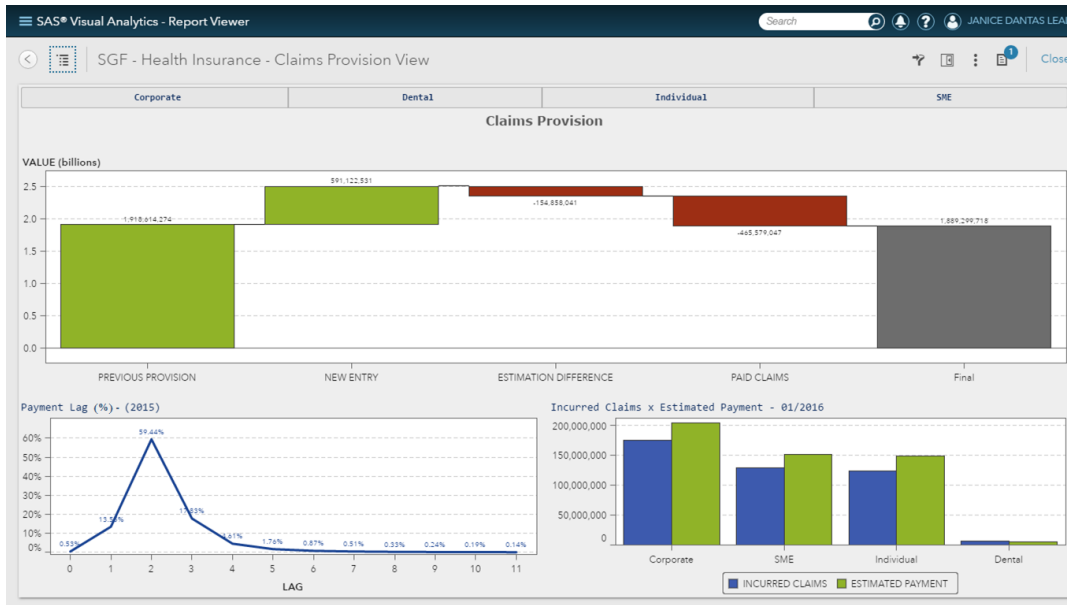 SAS® Visual Analytics - Report Viewer
Search
?
JANICE DANTAS LEAL
SGF - Health Insurance - Claims Provision View
1
Close
Corporate Dental Individual SME
Claims Provision
VALUE (billions)
2.5
2.0
1.5
1.0
0.5
0.0
1,918,614,274
591,122,531
-154,858,041
-465,579,047
1,889,299,718
PREVIOUS PROVISION NEW ENTRY ESTIMATION DIFFERENCE PAID CLAIMS Final
Payment Lag (%)- (2015)
60%
50%
40%
30%
20%
10%
0%
0.53%
59.44%
1.76%
0.87%
0.51%
0.33%
0.24%
0.19%
0.14%
0 1 2 3 4 5 6 7 8 9 10 11
LAG
Incurred Claims x Estimated Payment - 01/2016
200,000,000
150,000,000
100,000,000
50,000,000
0
Corporate SME Individual Dental
INCURRED CLAIMS ESTIMATED PAYMENT